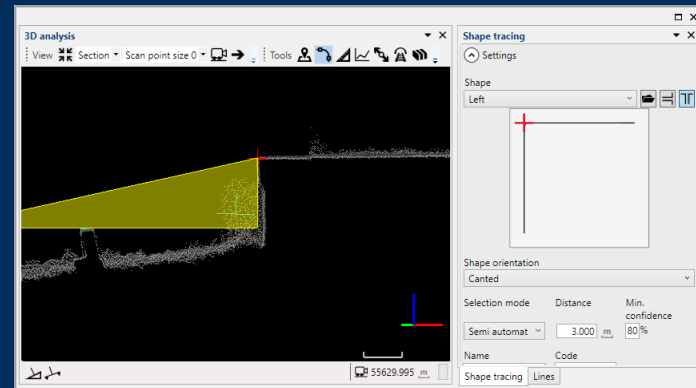 3D analysis
View Section Scan point size 0 Tools
55629.995 m
Shape tracing
Settings
Shape
Left
Shape orientation
Canted
Selection mode Distance Min. confidence
Semi automat 3.000 m 80 %
Name Code
Shape tracing Lines